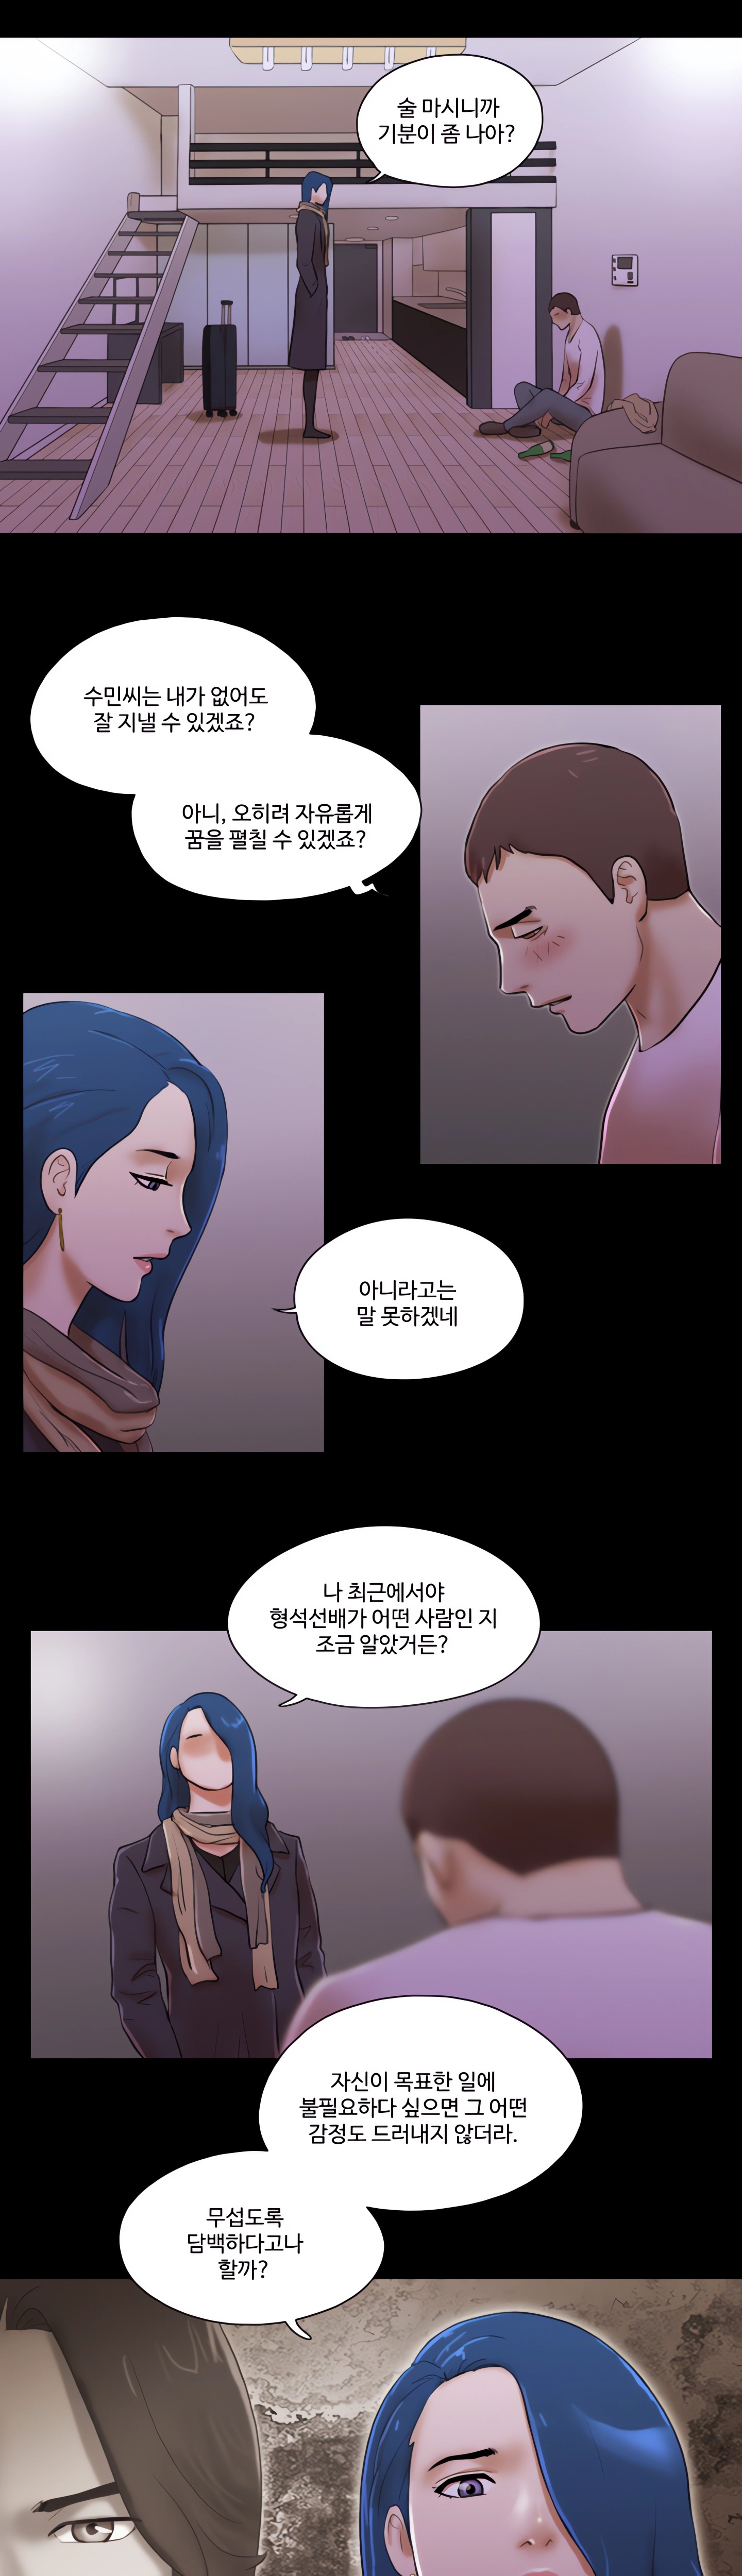 술 마시니까
기분이 좀 나아?
수민씨는 내가 없어도
잘 지낼 수 있겠죠?
아니, 오히려 자유롭게
꿈을 펼칠 수 있겠죠?
아니라고는
말 못하겠네
나 최근에서야
형석선배가 어떤 사람인 지
조금 알았거든?
자신이 목표한 일에
불필요하다 싶으면 그 어떤
감정도 드러내지 않더라.
무섭도록
담백하다고나
할까?